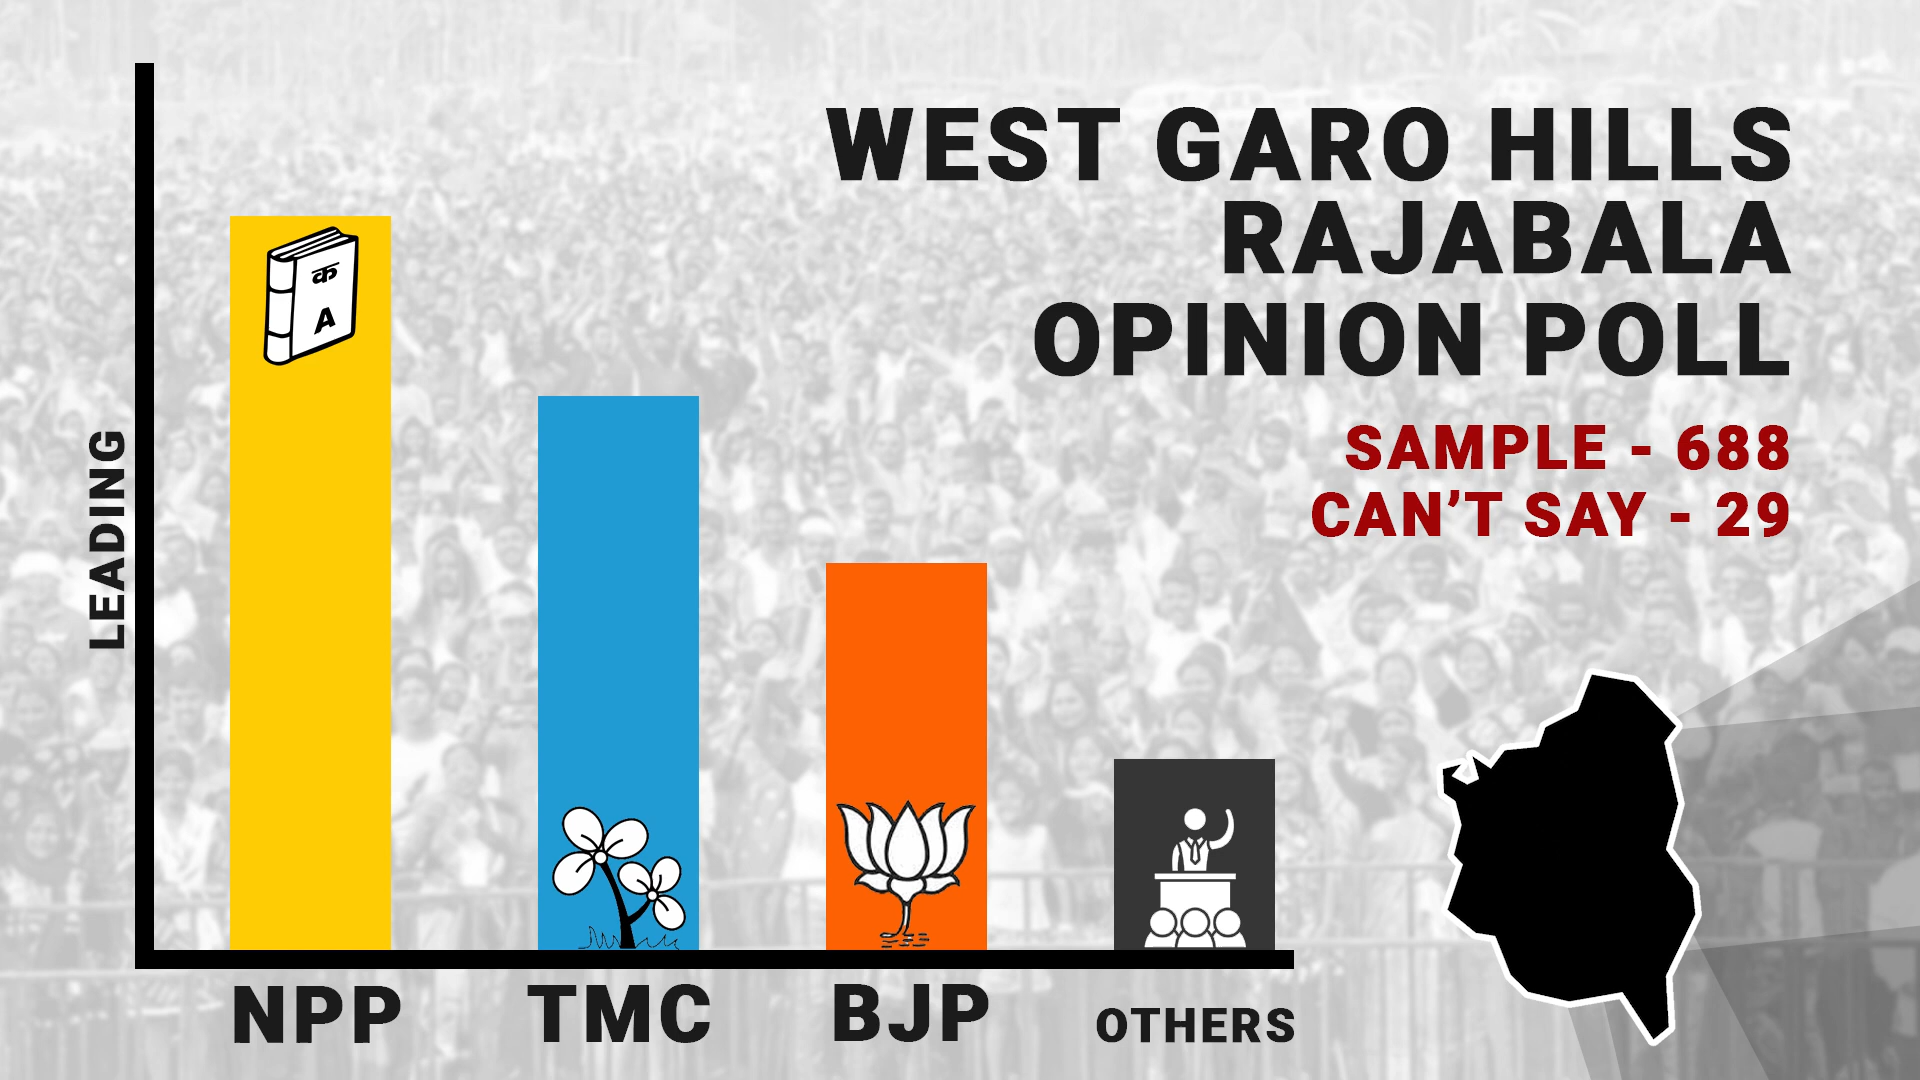 WEST GARO HILLS
RAJABALA
OPINION POLL
SAMPLE - 688
CAN'T SAY - 29
LEADING
क
A
NPP
TMC
BJP
OTHERS